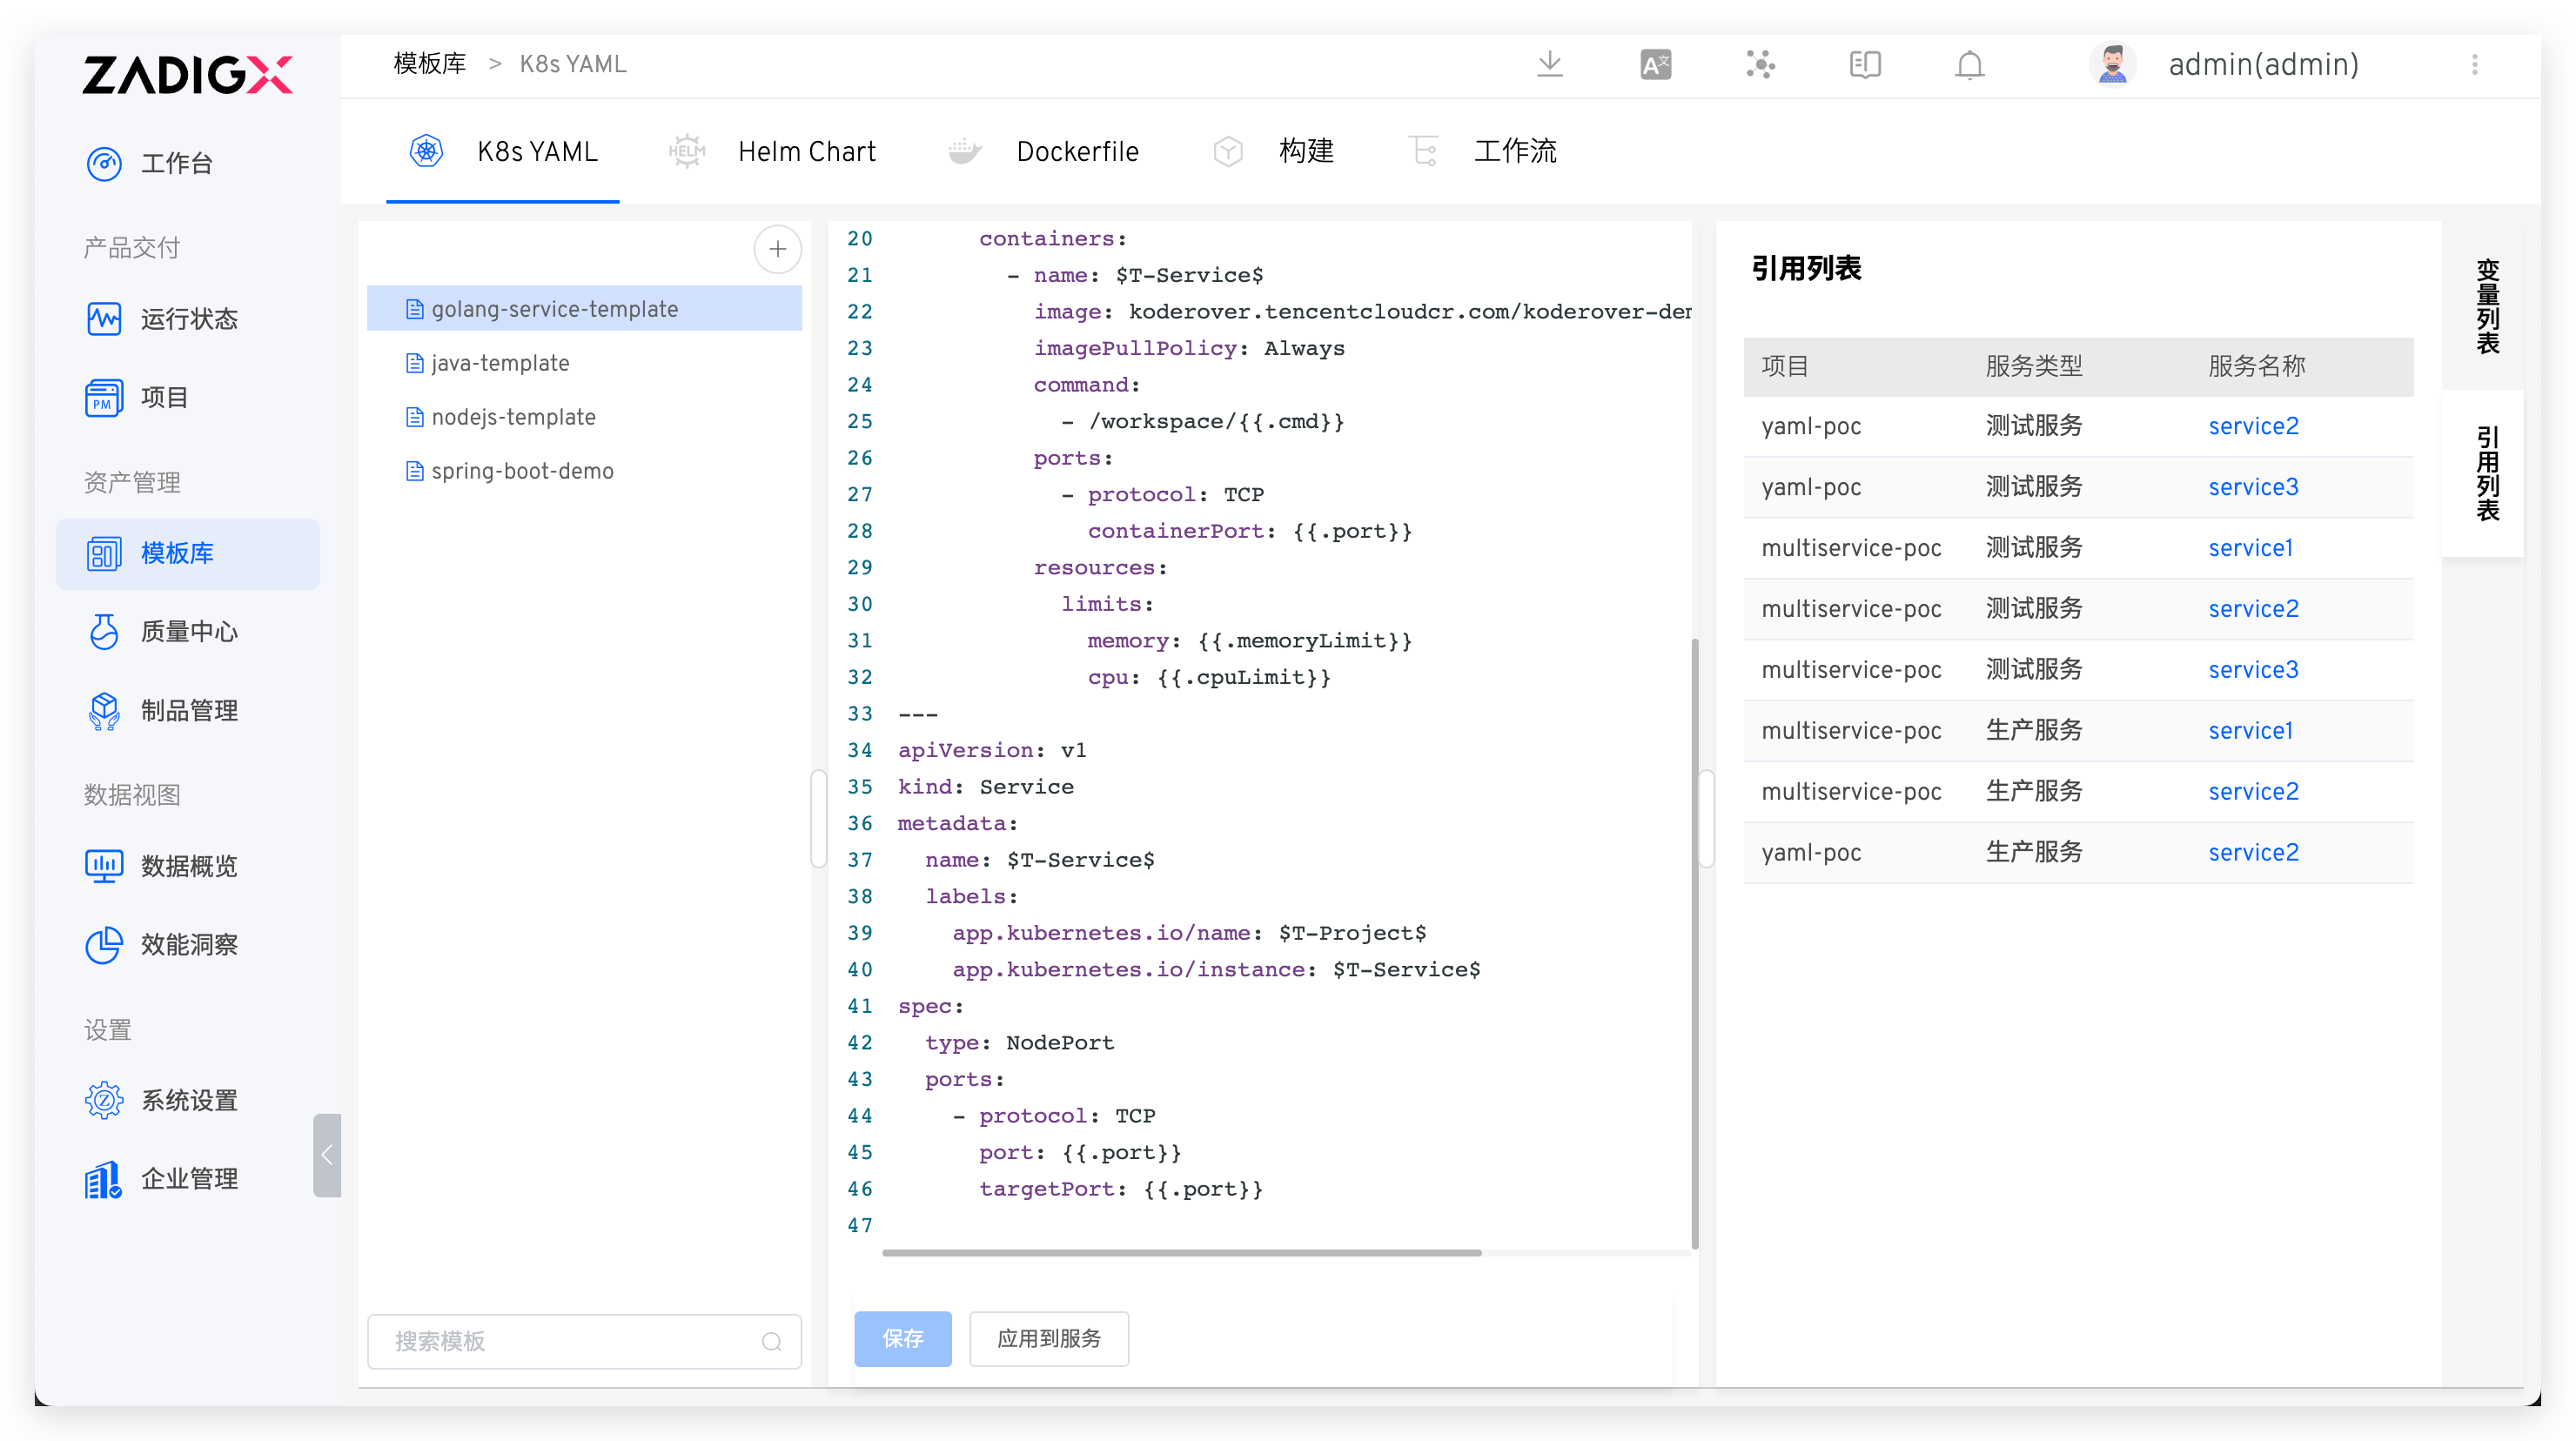 ZADIGX
工作台
产品交付
运行状态
PM
项目
资产管理
模板库
质量中心
制品管理
数据视图
数据概览
效能洞察
设置
系统设置
企业管理
模板库 > K8s YAML
admin(admin)
K8s YAML
HELM
Helm Chart
Dockerfile
构建
工作流
golang-service-template
java-template
nodejs-template
spring-boot-demo
搜索模板
20 containers:
21 - name: $T-Service$
22 image: koderover.tencentcloudcr.com/koderover-dem
23 imagePullPolicy: Always
24 command:
25 - /workspace/{{.cmd}}
26 ports:
27 - protocol: TCP
28 containerPort: {{.port}}
29 resources:
30 limits:
31 memory: {{.memoryLimit}}
32 cpu: {{.cpuLimit}}
33 ---
34 apiVersion: v1
35 kind: Service
36 metadata:
37 name: $T-Service$
38 labels:
39 app.kubernetes.io/name: $T-Project$
40 app.kubernetes.io/instance: $T-Service$
41 spec:
42 type: NodePort
43 ports:
44 - protocol: TCP
45 port: {{.port}}
46 targetPort: {{.port}}
47
保存
应用到服务
引用列表
项目 服务类型 服务名称
yaml-poc 测试服务 service2
yaml-poc 测试服务 service3
multiservice-poc 测试服务 service1
multiservice-poc 测试服务 service2
multiservice-poc 测试服务 service3
multiservice-poc 生产服务 service1
multiservice-poc 生产服务 service2
yaml-poc 生产服务 service2
变量列表
引用列表